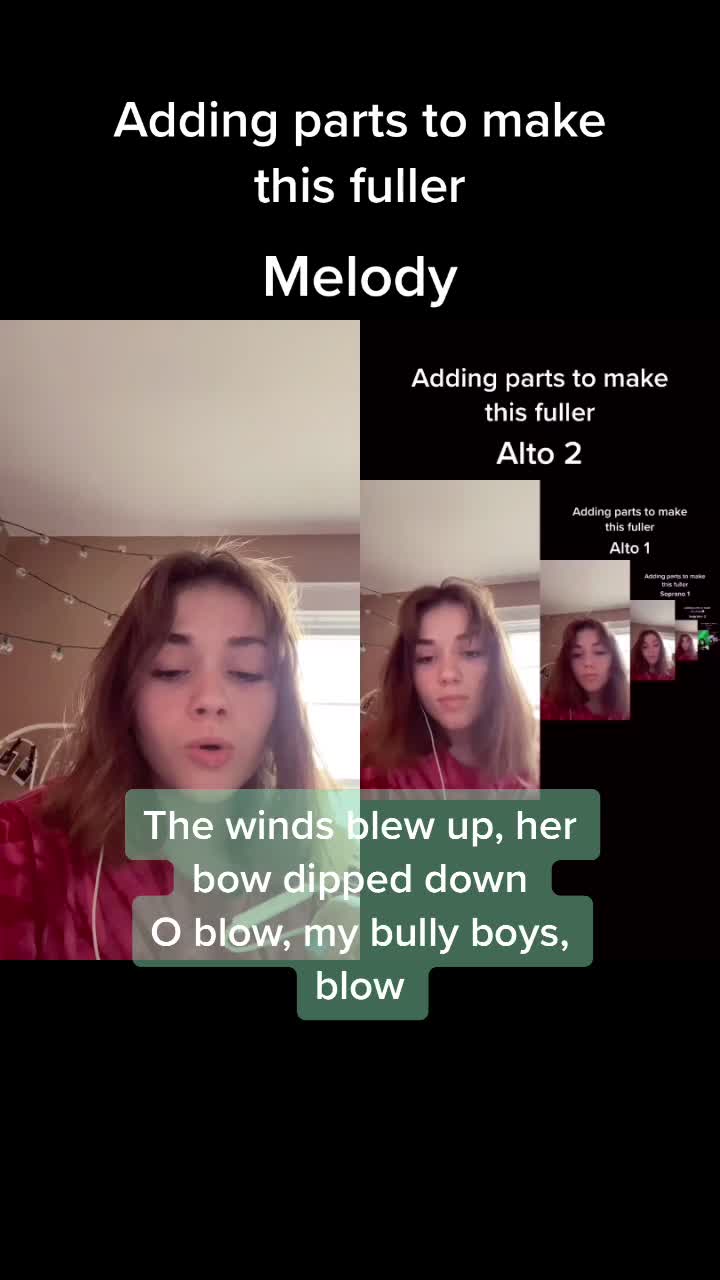 Adding parts to make
this fuller
Melody
Adding parts to make
this fuller
Alto 2
Adding parts to make
this fuller
Alto 1
Adding parts to make
this fuller
Soprano 1
The winds blew up, her
bow dipped down
O blow, my bully boys,
blow